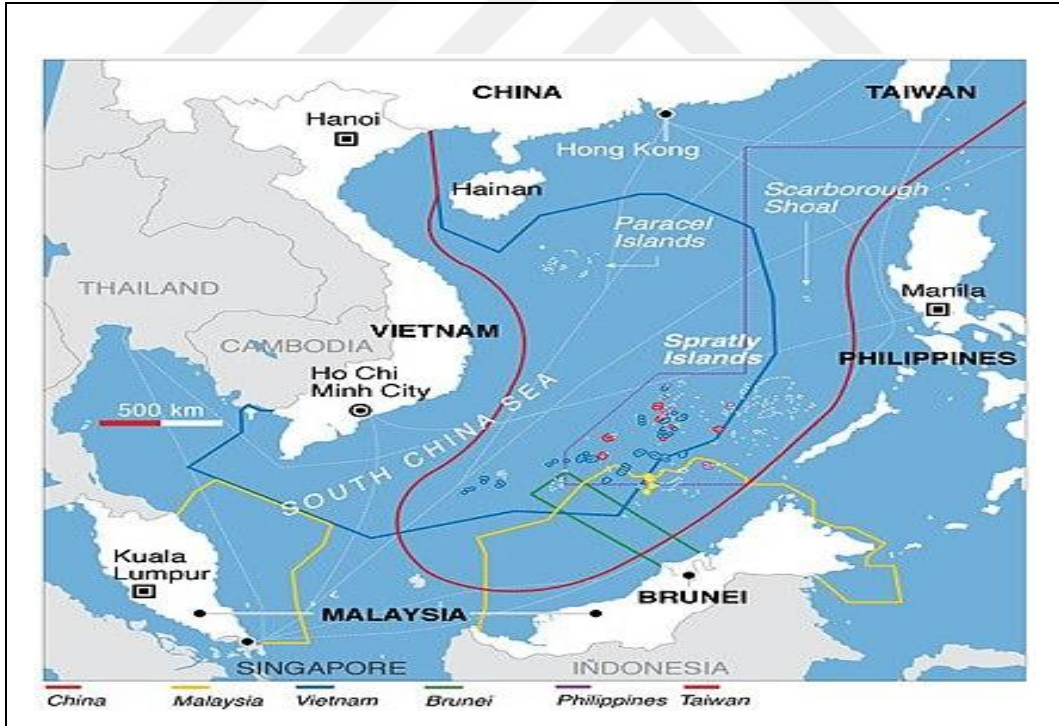 CHINA
TAIWAN
Hanoi
Hong Kong
Hainan
Scarborough
Shoal
Paracel
Islands
THAILAND
Manila
VIETNAM
CAMBODIA
Spratly
Islands
PHILIPPINES
Ho Chi
Minh City
500 km
SOUTH CHINA SEA
Kuala
Lumpur
BRUNEI
MALAYSIA
SINGAPORE
INDONESIA
China Malaysia Vietnam Brunei Philippines Taiwan